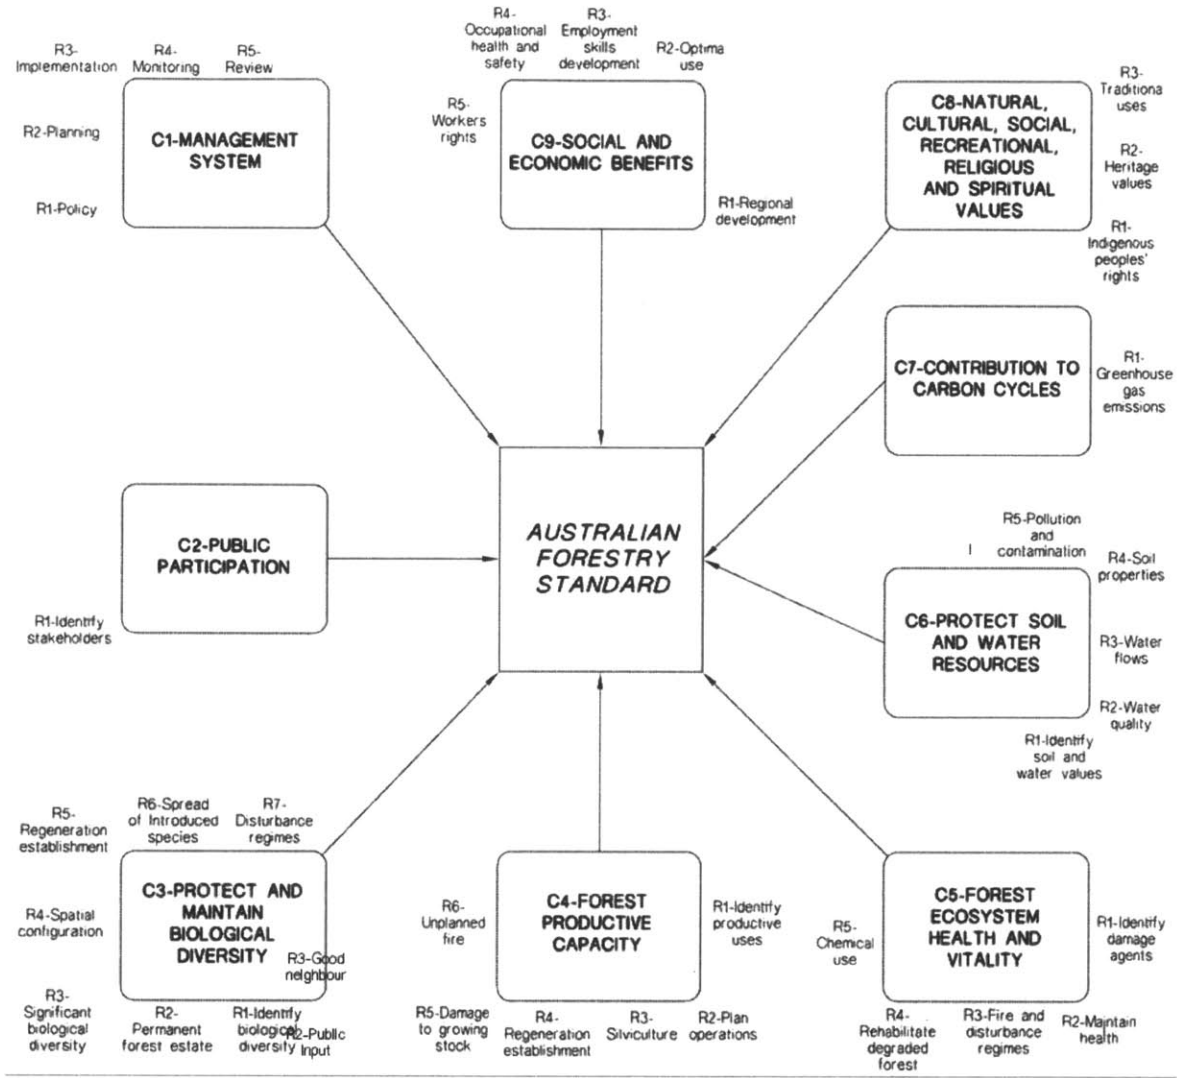 R3-
Implementation
R4-
Monitoring
R5-
Review
R2-Planning
R1-Policy
C1-MANAGEMENT
SYSTEM
R4-
Occupational
health and
safety
R3-
Employment
skills
development
R2-Optima
use
R5-
Workers
rights
C9-SOCIAL AND
ECONOMIC BENEFITS
R1-Regional
development
C8-NATURAL,
CULTURAL, SOCIAL,
RECREATIONAL,
RELIGIOUS
AND SPIRITUAL
VALUES
R3-
Traditiona
uses
R2-
Heritage
values
R1-
Indigenous
peoples'
rights
C7-CONTRIBUTION TO
CARBON CYCLES
R1-
Greenhouse
gas
emissions
C2-PUBLIC
PARTICIPATION
R1-Identify
stakeholders
AUSTRALIAN
FORESTRY
STANDARD
R5-Pollution
and
contamination
R4-Soil
properties
C6-PROTECT SOIL
AND WATER
RESOURCES
R3-Water
flows
R2-Water
quality
R1-Identify
soil and
water values
R5-
Regeneration
establishment
R6-Spread
of Introduced
species
R7-
Disturbance
regimes
R4-Spatial
configuration
C3-PROTECT AND
MAINTAIN
BIOLOGICAL
DIVERSITY
R3-Good
neighbour
R3-
Significant
biological
diversity
R2-
Permanent
forest estate
R1-Identify
biological
diversity
R2-Public
Input
R6-
Unplanned
fire
C4-FOREST
PRODUCTIVE
CAPACITY
R1-Identify
productive
uses
R5-Damage
to growing
stock
R4-
Regeneration
establishment
R3-
Silviculture
R2-Plan
operations
R5-
Chemical
use
C5-FOREST
ECOSYSTEM
HEALTH AND
VITALITY
R1-Identify
damage
agents
R4-
Rehabilitate
degraded
forest
R3-Fire and
disturbance
regimes
R2-Maintain
health